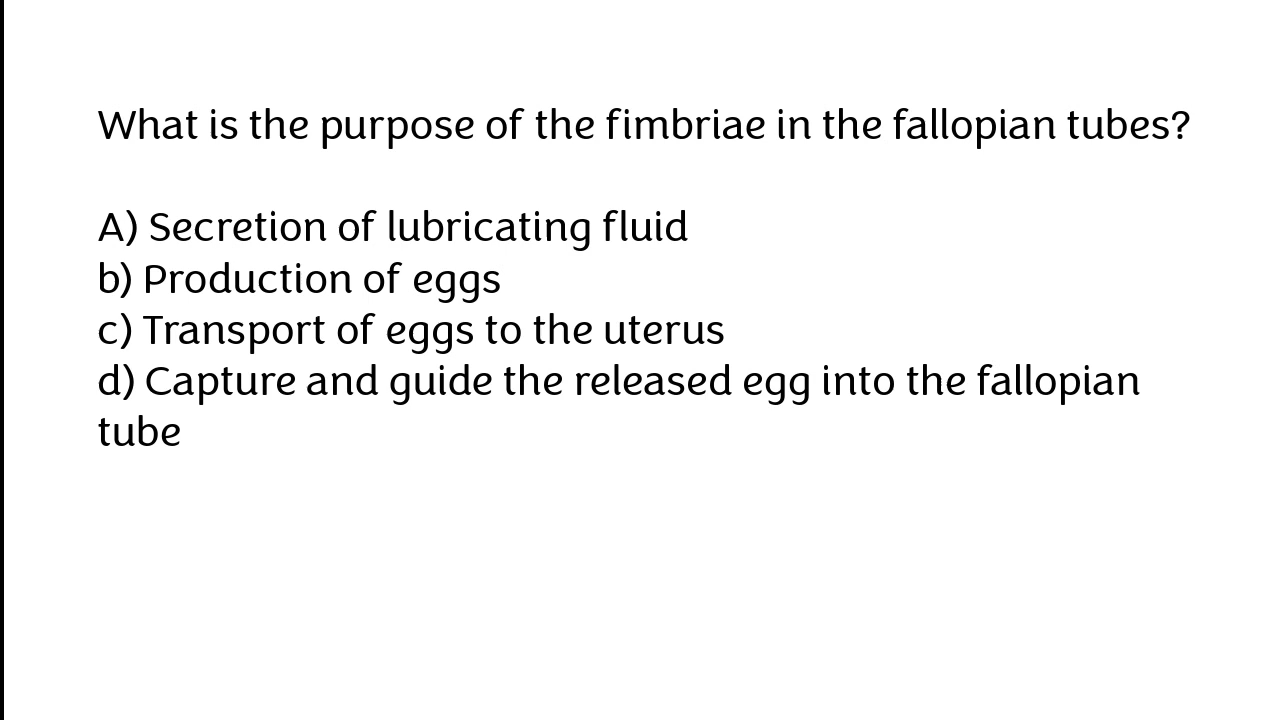 What is the purpose of the fimbriae in the fallopian tubes?
A) Secretion of lubricating fluid
b) Production of eggs
c) Transport of eggs to the uterus
d) Capture and guide the released egg into the fallopian
tube